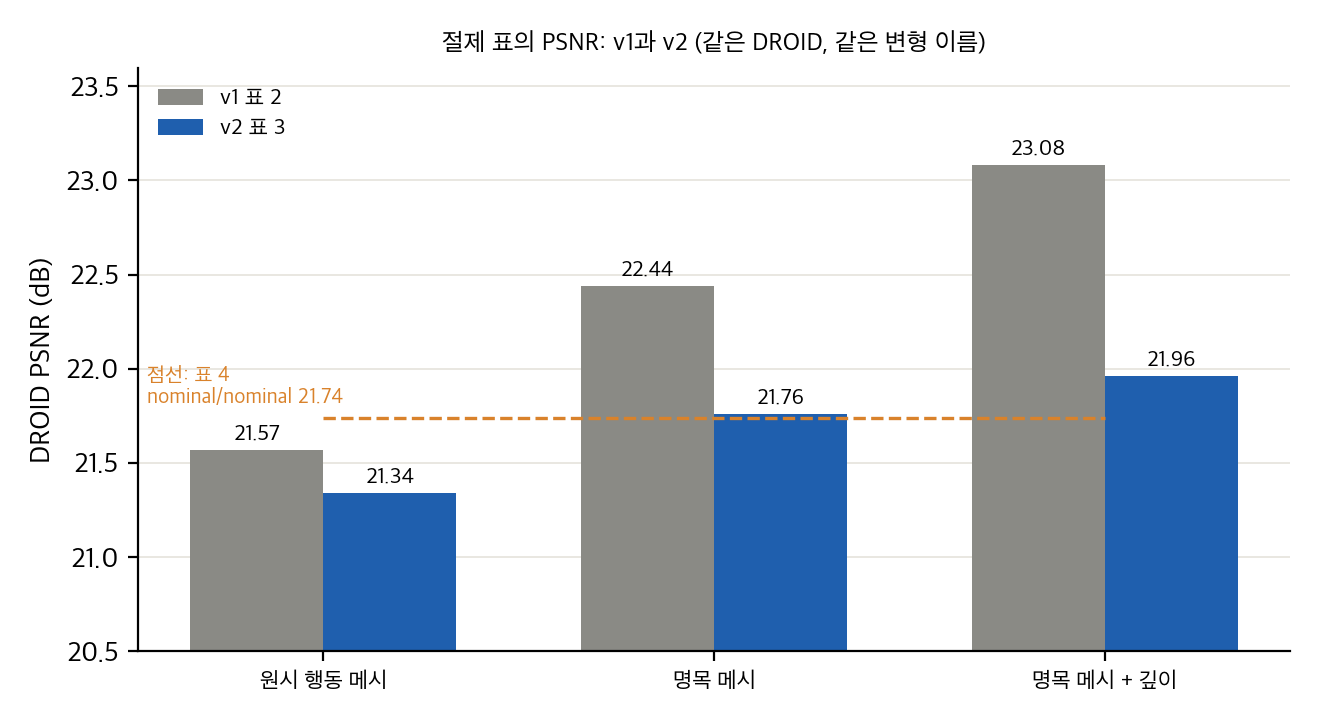 절제 표의 PSNR: v1과 v2 (같은 DROID, 같은 변형 이름)
v1 표 2
v2 표 3
DROID PSNR (dB)
23.5
23.0
22.5
22.0
21.5
21.0
20.5
점선: 표 4
nominal/nominal 21.74
21.57
21.34
22.44
21.76
23.08
21.96
원시 행동 메시
명목 메시
명목 메시 + 깊이